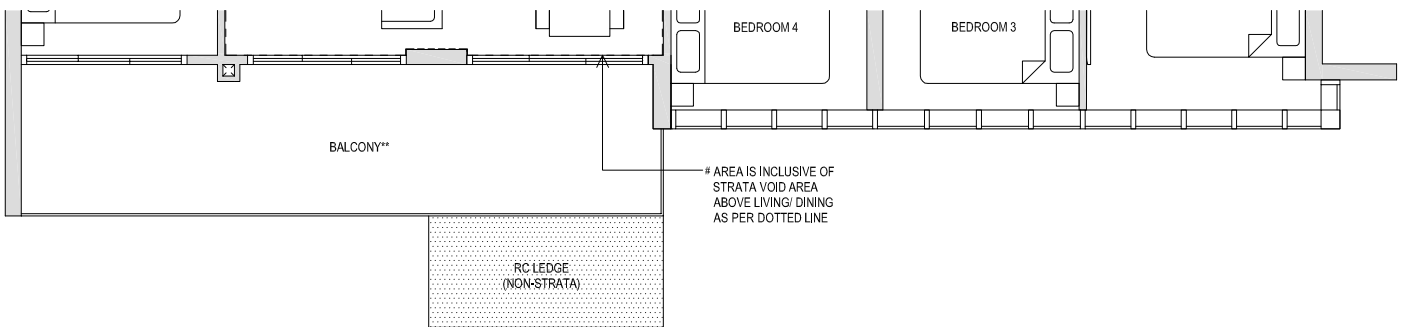 BEDROOM 4
BEDROOM 3
BALCONY**
# AREA IS INCLUSIVE OF
STRATA VOID AREA
ABOVE LIVING/ DINING
AS PER DOTTED LINE
RC LEDGE
(NON-STRATA)